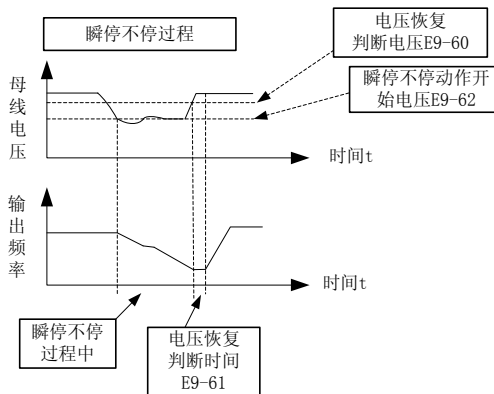 瞬停不停过程
电压恢复
判断电压E9-60
瞬停不停动作开
始电压E9-62
母线电压
时间t
输出频率
时间t
瞬停不停
过程中
电压恢复
判断时间
E9-61